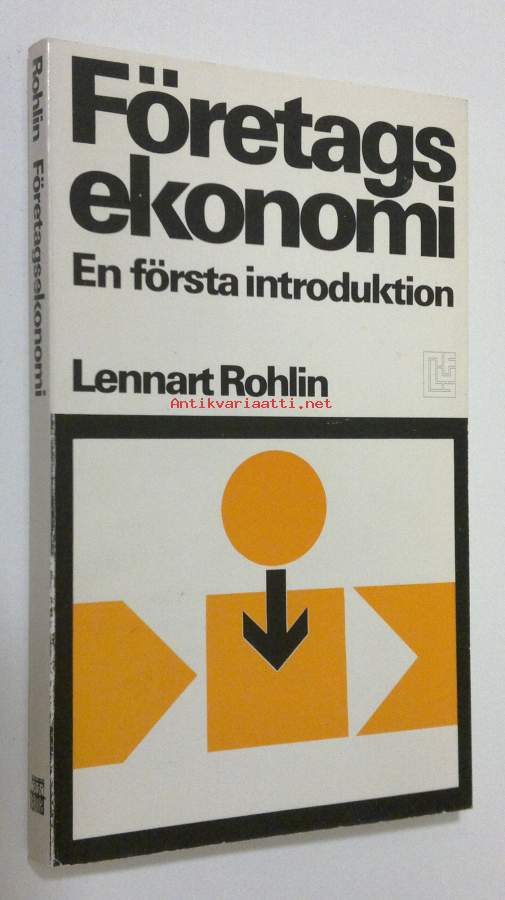 Företags
ekonomi
En första introduktion
Lennart Rohlin
Antikvariaatti.net
Rohlin Företagsekonomi